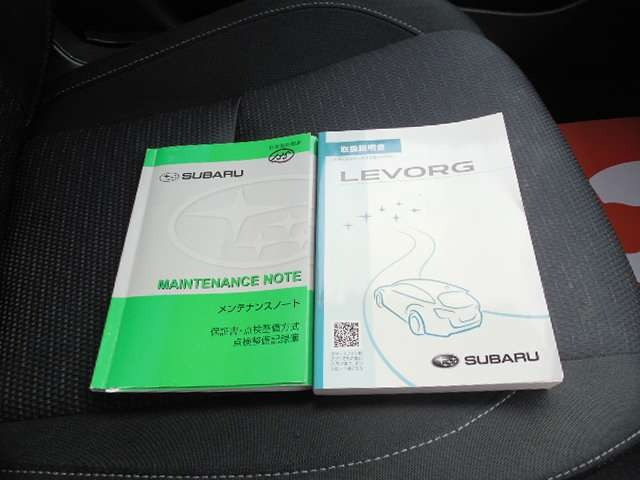 SUBARU
MAINTENANCE NOTE
メンテナンスノート
保証書・点検整備方式
点検整備記録簿
取扱説明書
LEVORG
SUBARU